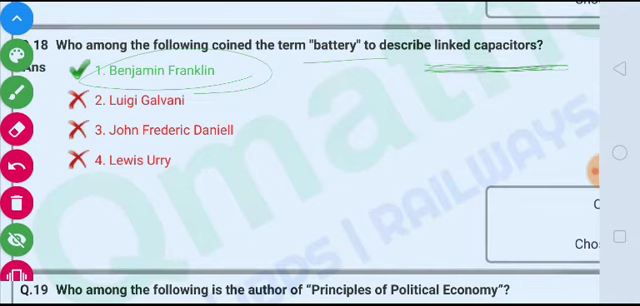 Q.18 Who among the following coined the term "battery" to describe linked capacitors?
Ans
1. Benjamin Franklin
2. Luigi Galvani
3. John Frederic Daniell
4. Lewis Urry
Qmaths
| RAILWAYS
Cho
Q.19 Who among the following is the author of “Principles of Political Economy”?